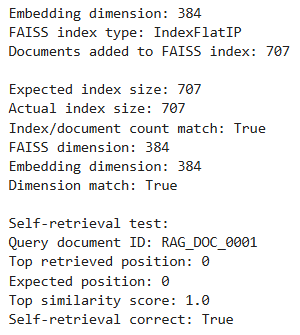 Embedding dimension: 384
FAISS index type: IndexFlatIP
Documents added to FAISS index: 707
Expected index size: 707
Actual index size: 707
Index/document count match: True
FAISS dimension: 384
Embedding dimension: 384
Dimension match: True
Self-retrieval test:
Query document ID: RAG_DOC_0001
Top retrieved position: 0
Expected position: 0
Top similarity score: 1.0
Self-retrieval correct: True